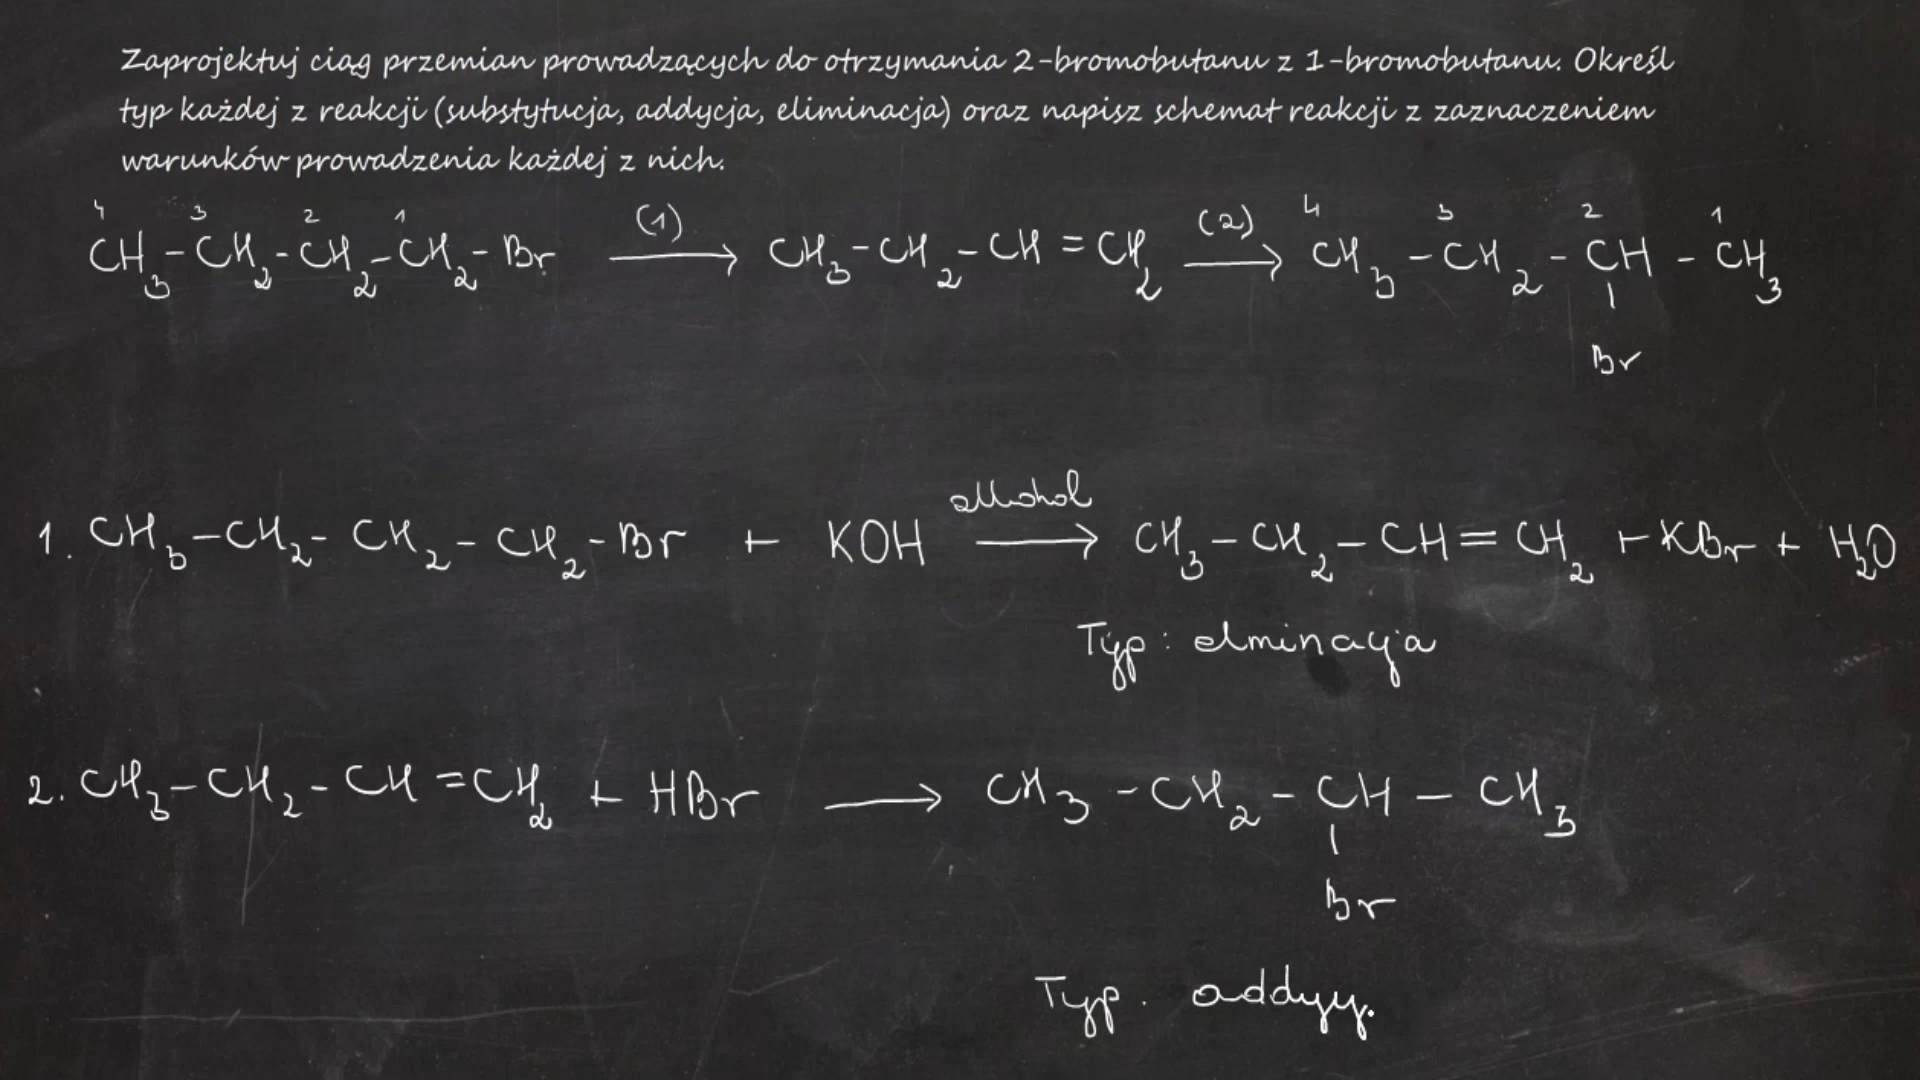 Zaprojektuj ciąg przemian prowadzących do otrzymania 2-bromobutanu z 1-bromobutanu. Określ
typ każdej z reakcji (substytucja, addycja, eliminacja) oraz napisz schemat reakcji z zaznaczeniem
warunków prowadzenia każdej z nich.
4 3 2 1 (1) (2) 4 3 2 1
CH₃-CH₂-CH₂-CH₂-Br → CH₃-CH₂-CH=CH₂ → CH₃-CH₂-CH-CH₃
Br
alkohol
1. CH₃-CH₂-CH₂-CH₂-Br + KOH → CH₃-CH₂-CH=CH₂ + KBr + H₂O
Typ: elminacja
2. CH₃-CH₂-CH=CH₂ + HBr → CH₃-CH₂-CH-CH₃
Br
Typ.